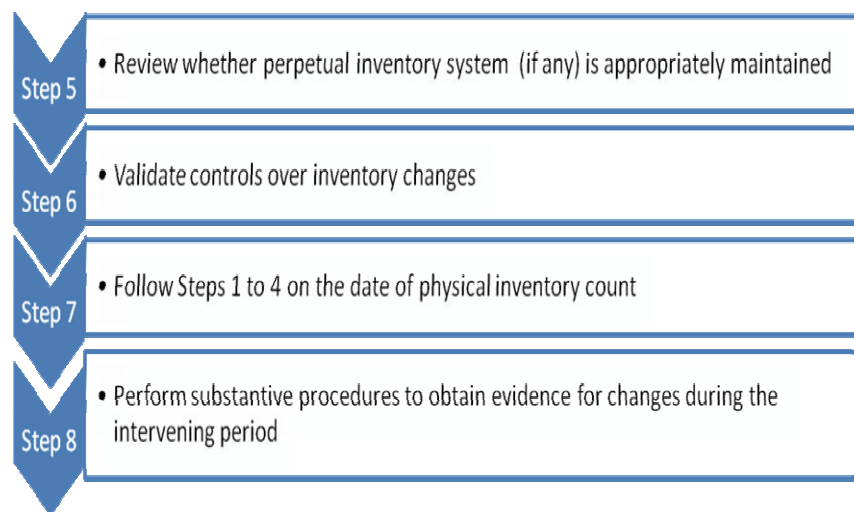 Step 5
• Review whether perpetual inventory system (if any) is appropriately maintained
Step 6
• Validate controls over inventory changes
Step 7
• Follow Steps 1 to 4 on the date of physical inventory count
Step 8
• Perform substantive procedures to obtain evidence for changes during the
intervening period